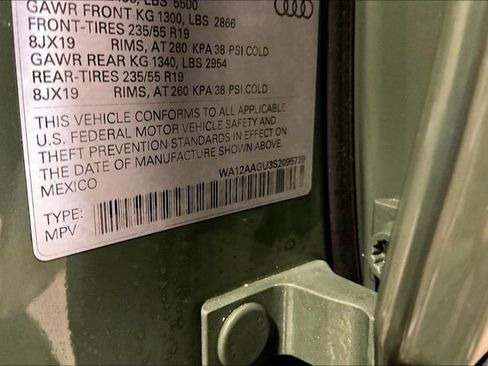 LBS 5500
GAWR FRONT KG 1300, LBS 2866
FRONT-TIRES 235/55 R19
8JX19 RIMS, AT 260 KPA 38 PSI COLD
GAWR REAR KG 1340, LBS 2954
REAR-TIRES 235/55 R19
8JX19 RIMS, AT 260 KPA 38 PSI COLD
THIS VEHICLE CONFORMS TO ALL APPLICABLE
U.S. FEDERAL MOTOR VEHICLE SAFETY AND
THEFT PREVENTION STANDARDS IN EFFECT ON
THE DATE OF MANUFACTURE SHOWN ABOVE.
MEXICO
WA12AAGU3S2095739
TYPE:
MPV